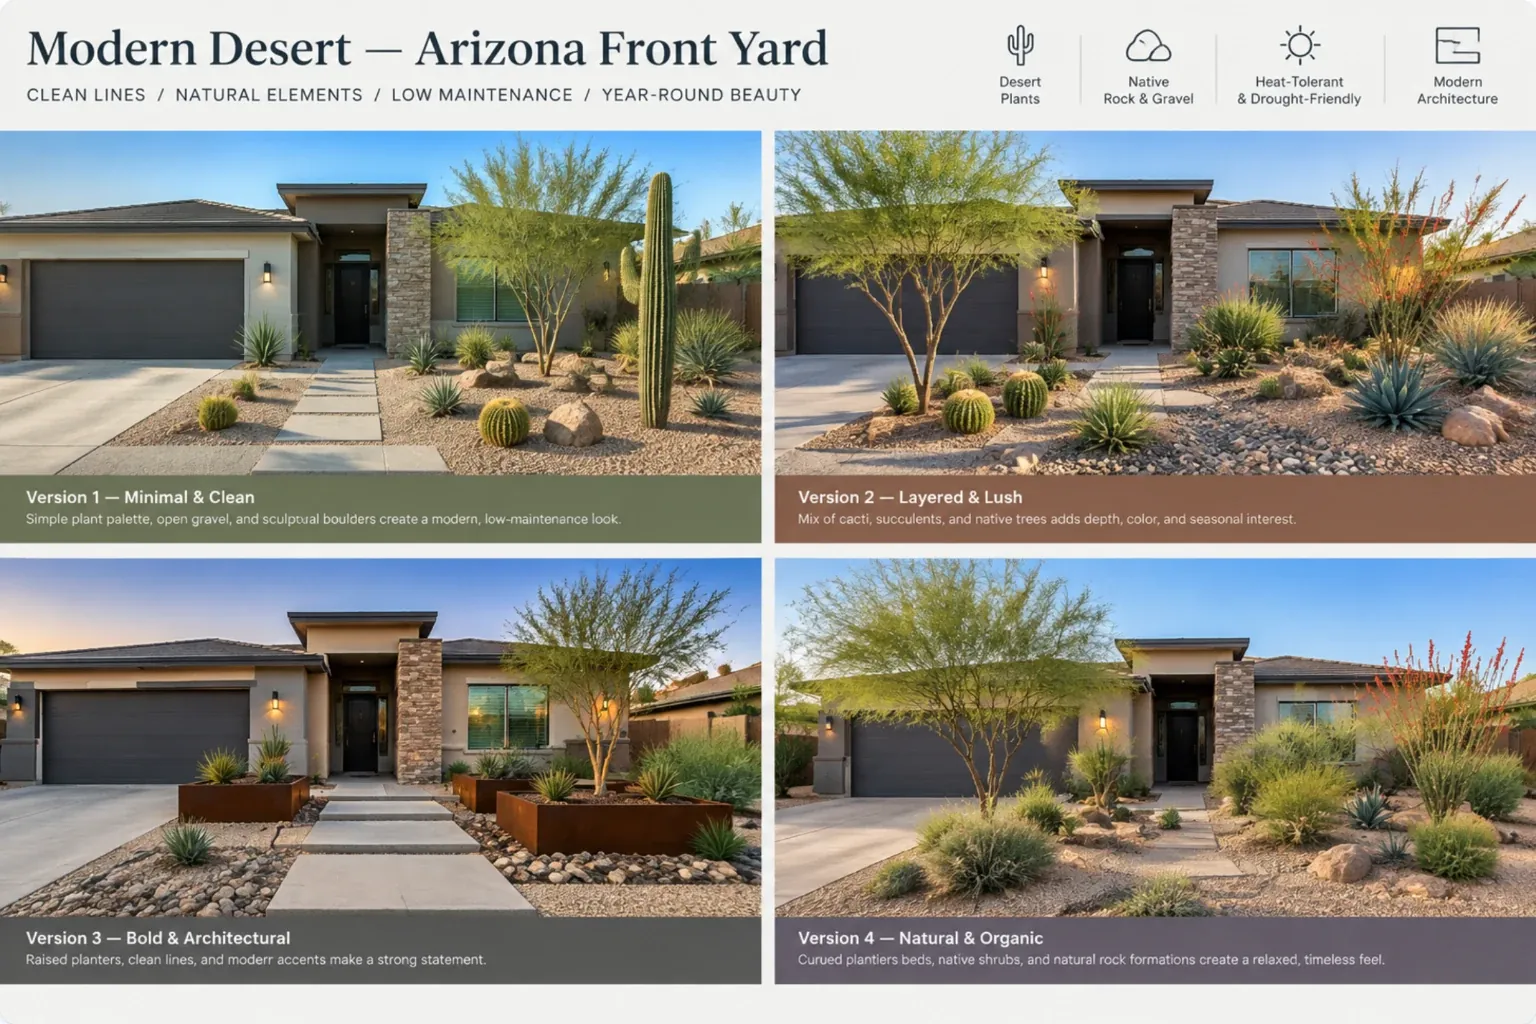 Modern Desert — Arizona Front Yard
CLEAN LINES / NATURAL ELEMENTS / LOW MAINTENANCE / YEAR-ROUND BEAUTY
Desert
Plants
Native
Rock & Gravel
Heat-Tolerant
& Drought-Friendly
Modern
Architecture
Version 1 — Minimal & Clean
Simple plant palette, open gravel, and sculptual boulders create a modern, low-maintenance look.
Version 2 — Layered & Lush
Mix of cacti, succulents, and native trees adds depth, color, and seasonal interest.
Version 3 — Bold & Architectural
Raised planters, clean lines, and moderr accents make a strong statement.
Version 4 — Natural & Organic
Curued plantiers beds, native shrubs, and natural rock formations create a relaxed, timeless feel.